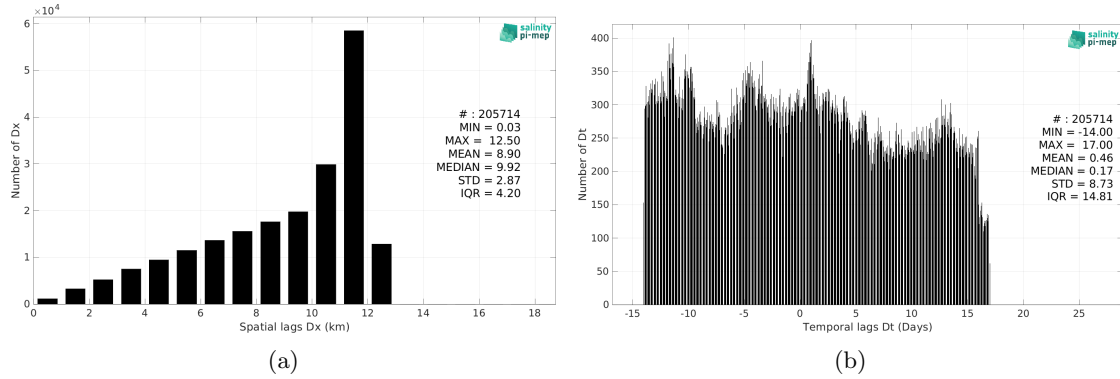 ×10⁴
6
5
4
3
2
1
0
Number of Dx
0 2 4 6 8 10 12 14 16 18
Spatial lags Dx (km)
salinity
pi-mep
# : 205714
MIN = 0.03
MAX = 12.50
MEAN = 8.90
MEDIAN = 9.92
STD = 2.87
IQR = 4.20
(a)
400
350
300
250
200
150
100
50
0
Number of Dt
-15 -10 -5 0 5 10 15 20 25
Temporal lags Dt (Days)
salinity
pi-mep
# : 205714
MIN = -14.00
MAX = 17.00
MEAN = 0.46
MEDIAN = 0.17
STD = 8.73
IQR = 14.81
(b)